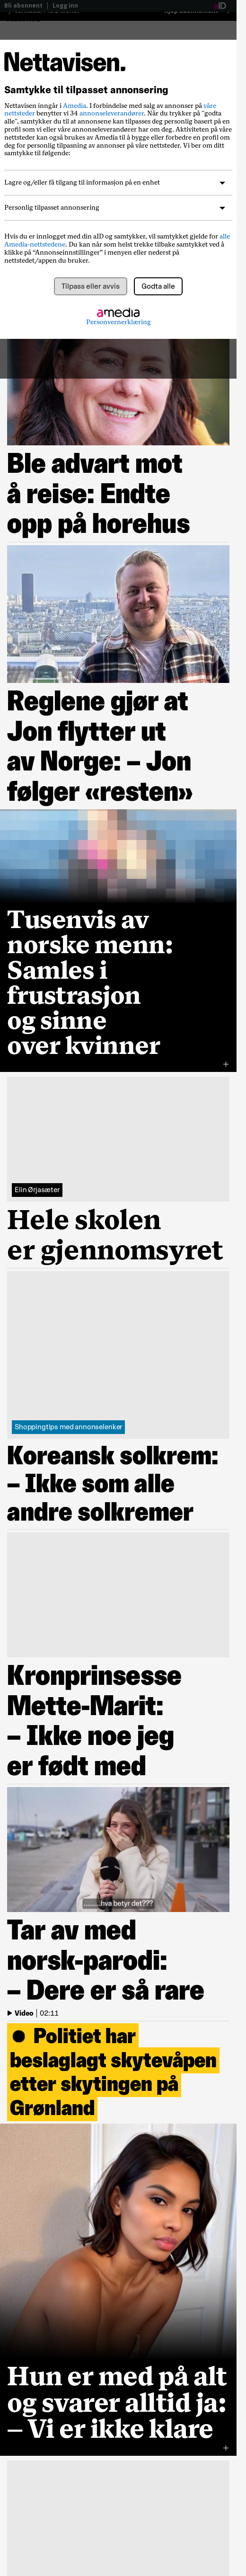 Bli abonnent | Logg inn
Nettavisen.
Samtykke til tilpasset annonsering
Nettavisen inngår i Amedia. I forbindelse med salg av annonser på våre
nettsteder benytter vi 34 annonseleverandører. Når du trykker på "godta
alle", samtykker du til at annonsene kan tilpasses deg personlig basert på en
profil som vi eller våre annonseleverandører har om deg. Aktiviteten på våre
nettsteder kan også brukes av Amedia til å bygge eller forbedre en profil om
deg for personlig tilpasning av annonser på våre nettsteder. Vi ber om ditt
samtykke til følgende:
Lagre og/eller få tilgang til informasjon på en enhet
Personlig tilpasset annonsering
Hvis du er innlogget med din aID og samtykker, vil samtykket gjelde for alle
Amedia-nettstedene. Du kan når som helst trekke tilbake samtykket ved å
klikke på “Annonseinnstillinger” i menyen eller nederst på
nettstedet/appen du bruker.
Tilpass eller avvis
Godta alle
amedia
Personvernerklæring
Ble advart mot
å reise: Endte
opp på horehus
Reglene gjør at
Jon flytter ut
av Norge: – Jon
følger «resten»
Tusenvis av
norske menn:
Samles i
frustrasjon
og sinne
over kvinner
Elin Ørjasæter
Hele skolen
er gjennomsyret
Shoppingtips med annonselenker
Koreansk solkrem:
– Ikke som alle
andre solkremer
Kronprinsesse
Mette-Marit:
– Ikke noe jeg
er født med
........hva betyr det???
Tar av med
norsk-parodi:
– Dere er så rare
Video | 02:11
Politiet har
beslaglagt skytevåpen
etter skytingen på
Grønland
Hun er med på alt
og svarer alltid ja:
– Vi er ikke klare